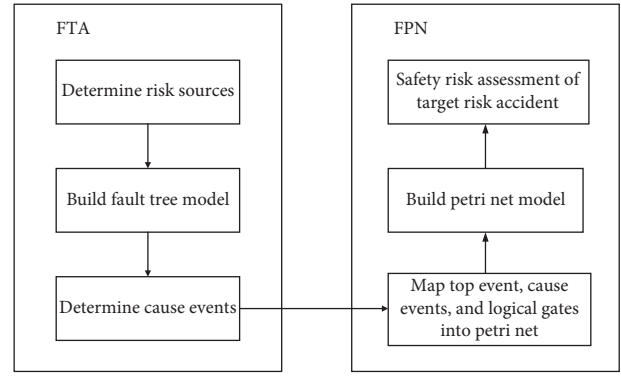 FTA
Determine risk sources
Build fault tree model
Determine cause events
FPN
Safety risk assessment of
target risk accident
Build petri net model
Map top event, cause
events, and logical gates
into petri net